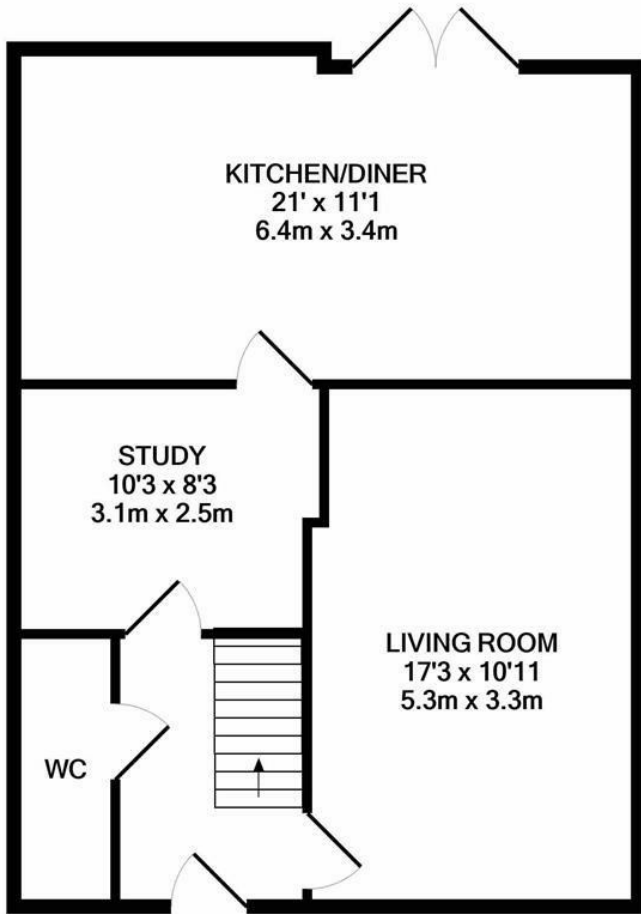 KITCHEN/DINER
21' x 11'1
6.4m x 3.4m
STUDY
10'3 x 8'3
3.1m x 2.5m
LIVING ROOM
17'3 x 10'11
5.3m x 3.3m
WC